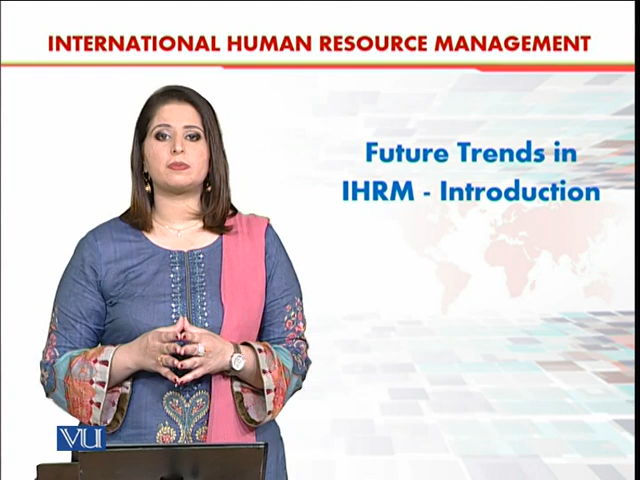 INTERNATIONAL HUMAN RESOURCE MANAGEMENT
Future Trends in
IHRM - Introduction
VU